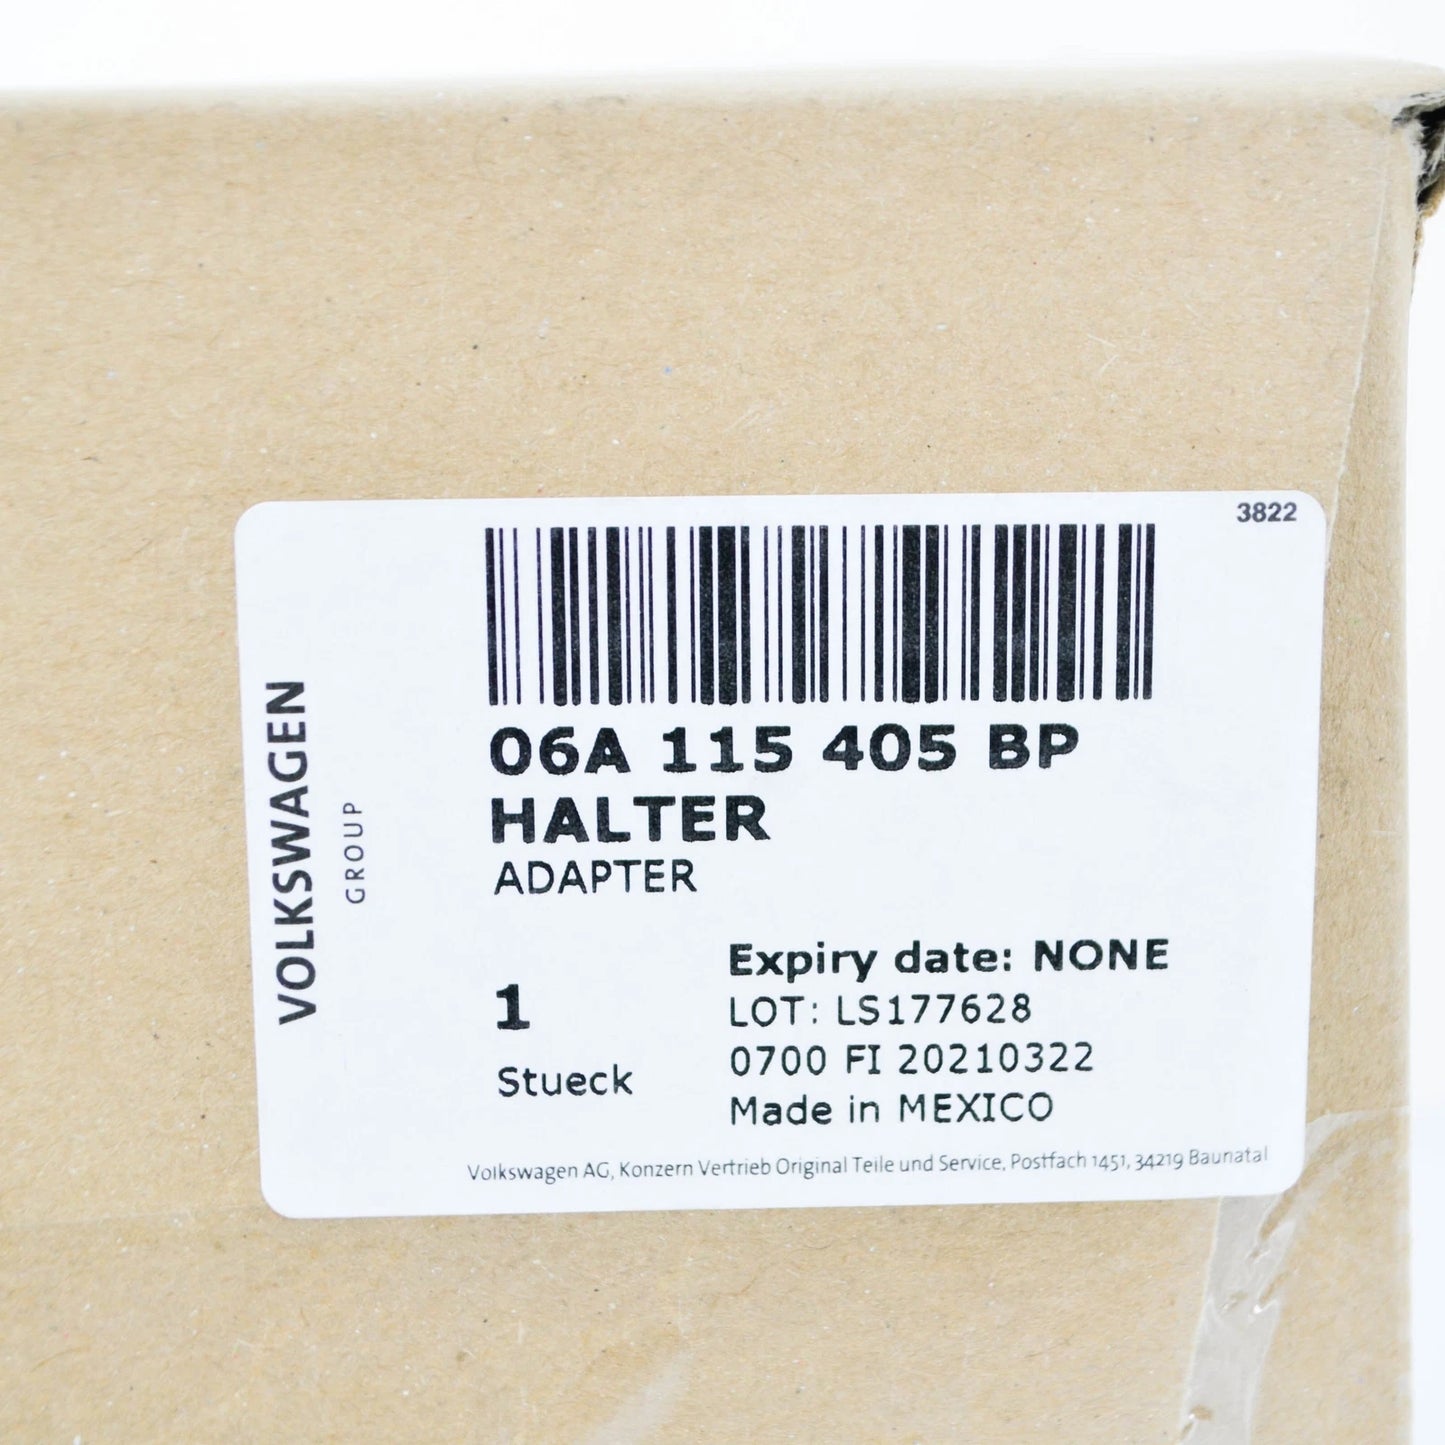 3822
VOLKSWAGEN
GROUP
06A 115 405 BP
HALTER
ADAPTER
1
Stueck
Expiry date: NONE
LOT: LS177628
0700 FI 20210322
Made in MEXICO
Volkswagen AG, Konzern Vertrieb Original Teile und Service, Postfach 1451, 34219 Baunatal